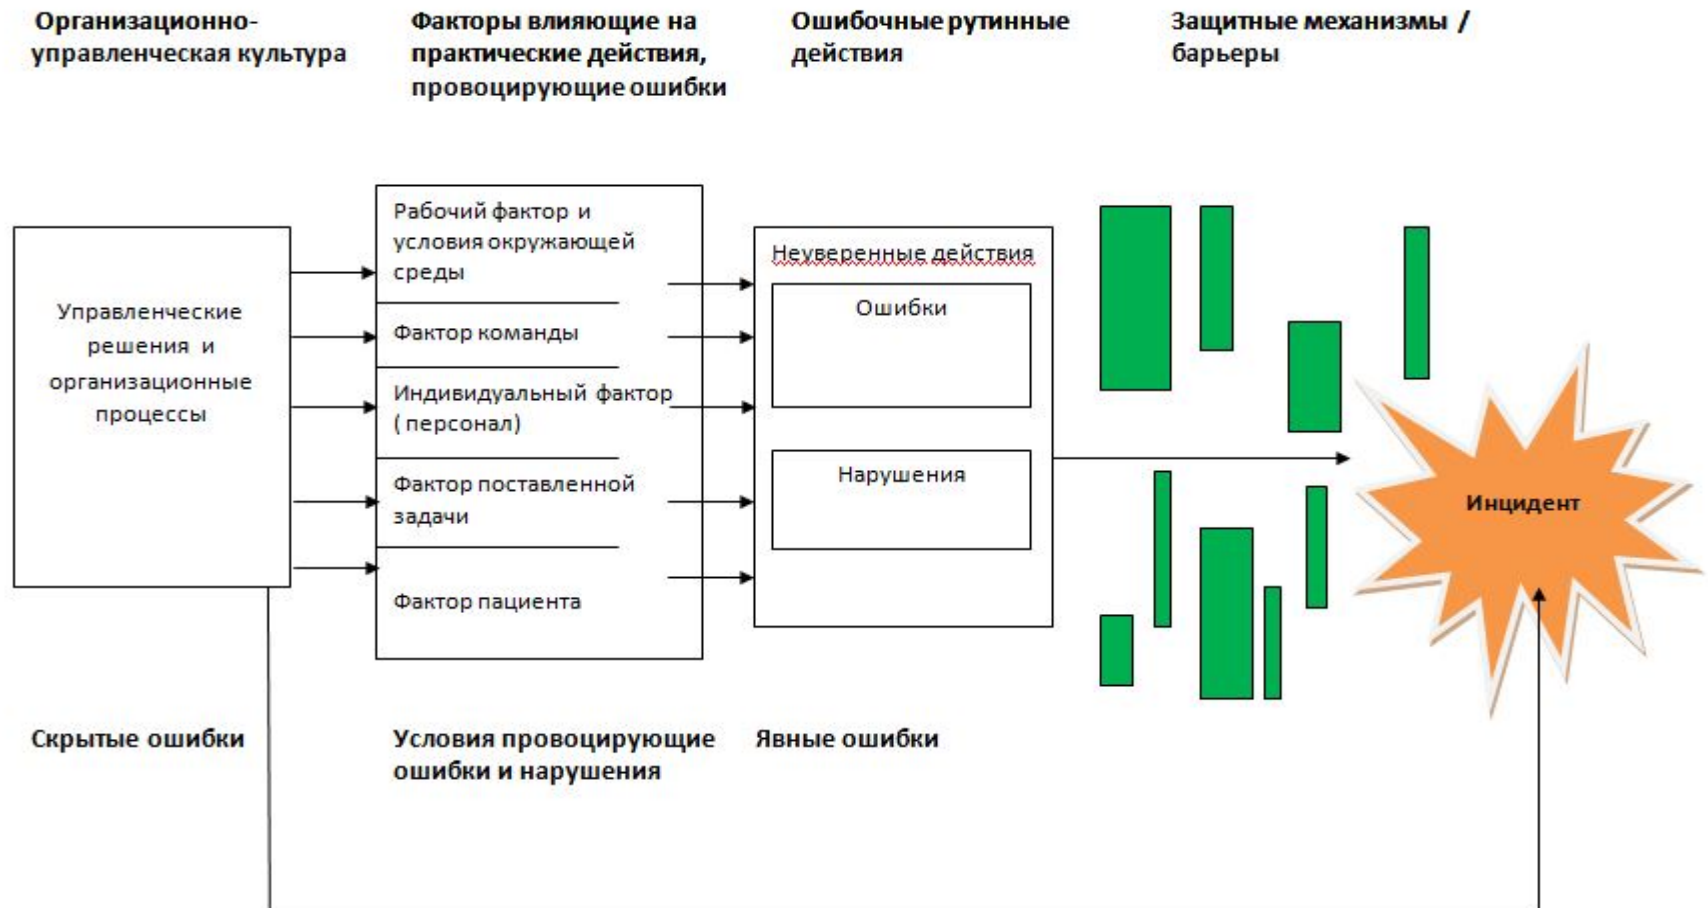 Организационно-
управленческая культура
Факторы влияющие на
практические действия,
провоцирующие ошибки
Ошибочные рутинные
действия
Защитные механизмы /
барьеры
Управленческие
решения и
организационные
процессы
Рабочий фактор и
условия окружающей
среды
Фактор команды
Индивидуальный фактор
( персонал)
Фактор поставленной
задачи
Фактор пациента
Неуверенные действия
Ошибки
Нарушения
Инцидент
Скрытые ошибки
Условия провоцирующие
ошибки и нарушения
Явные ошибки